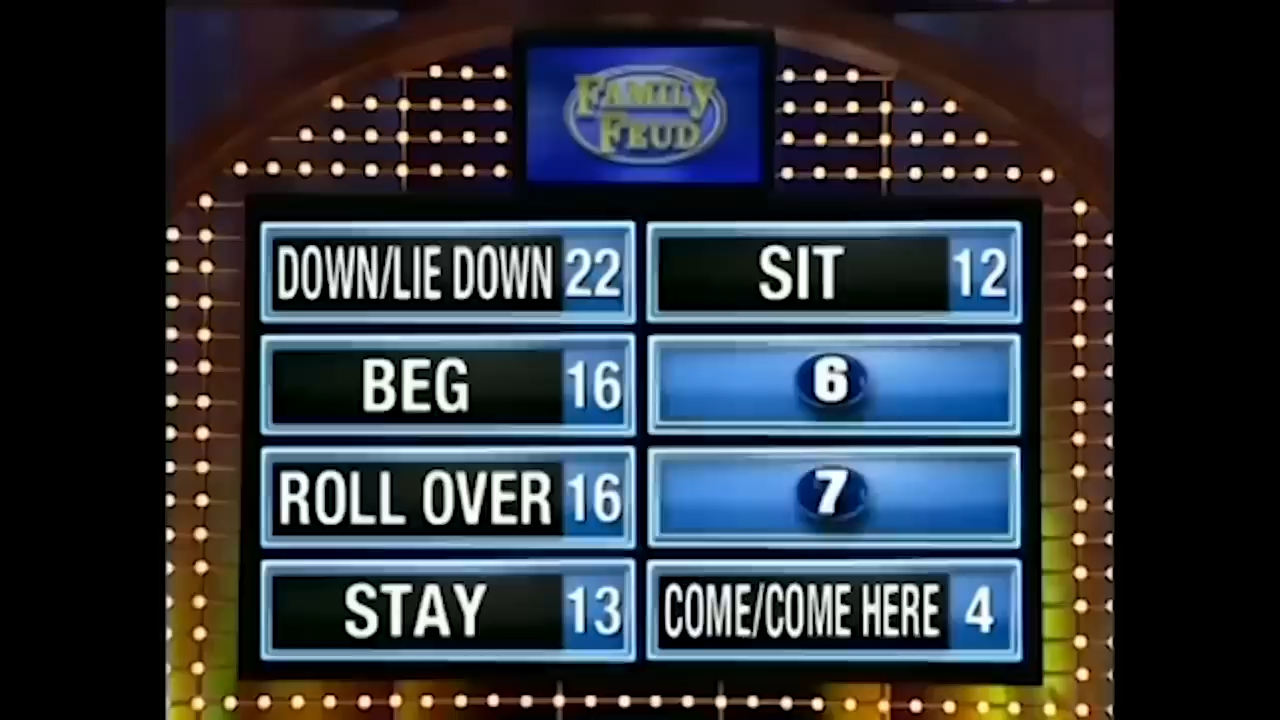 FAMILY
FEUD
DOWN/LIE DOWN 22
BEG 16
ROLL OVER 16
STAY 13
SIT 12
6
7
COME/COME HERE 4